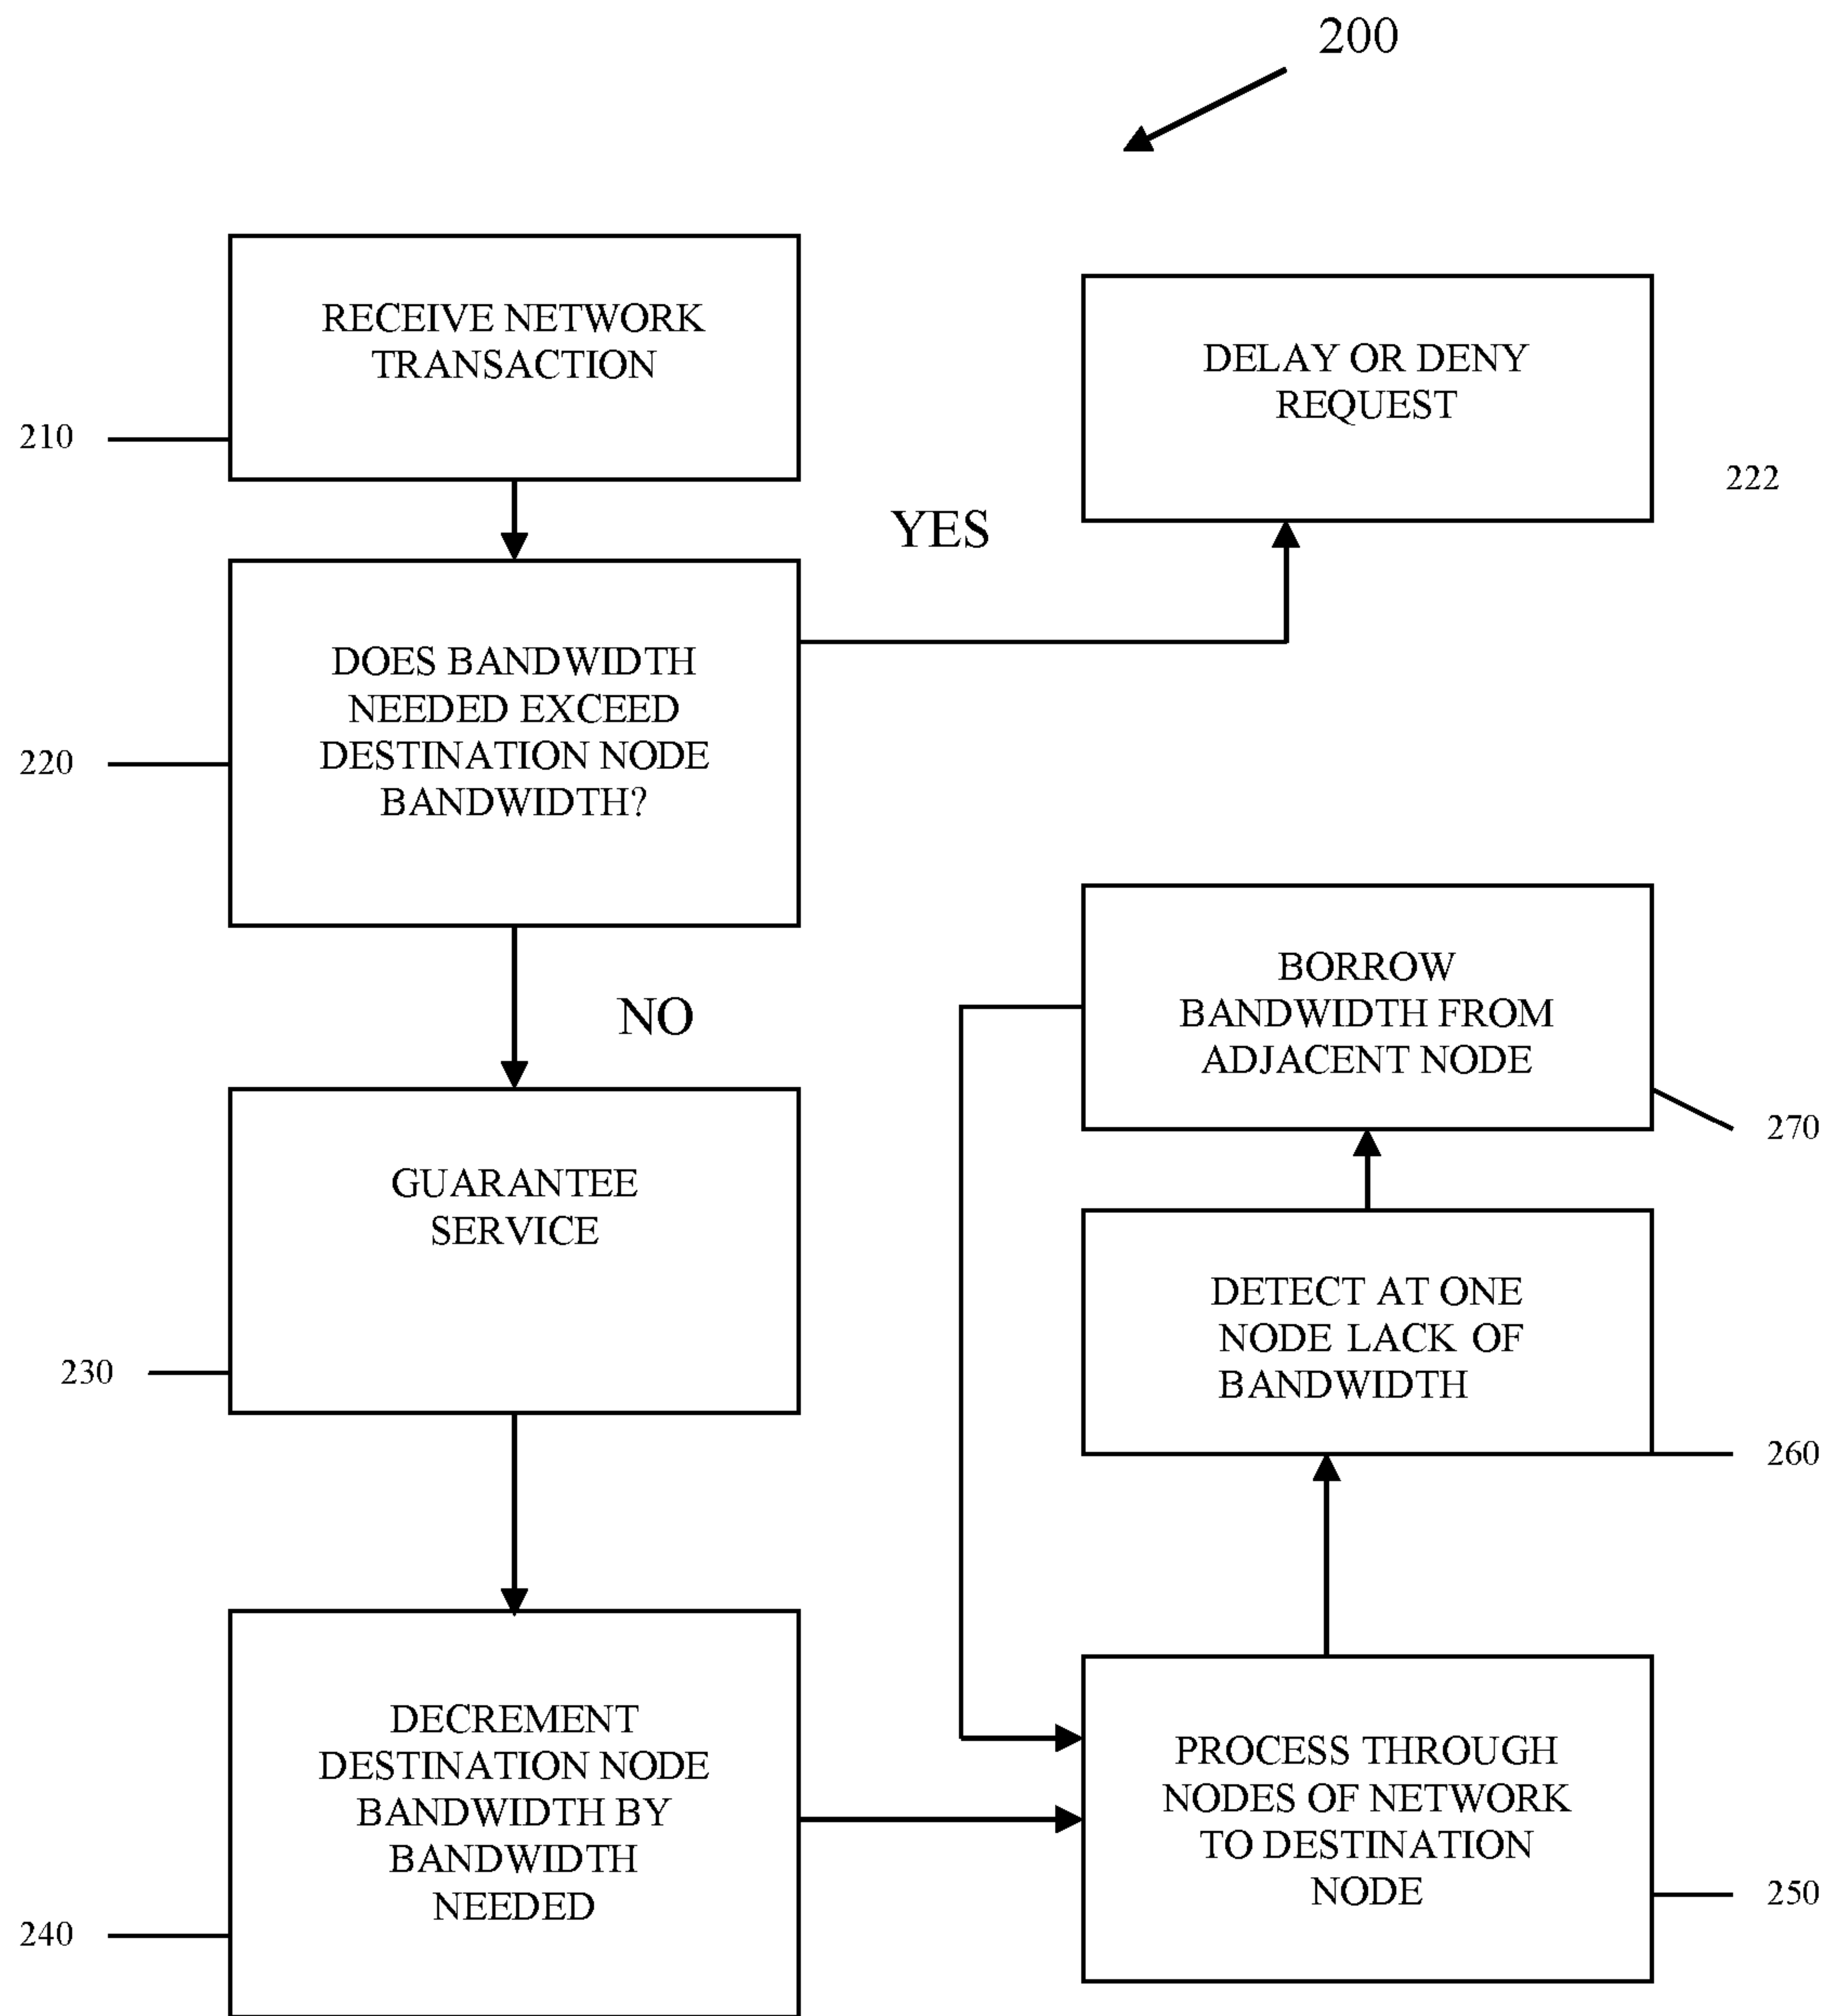 200
RECEIVE NETWORK
TRANSACTION
210
DELAY OR DENY
REQUEST
222
YES
DOES BANDWIDTH
NEEDED EXCEED
DESTINATION NODE
BANDWIDTH?
220
NO
BORROW
BANDWIDTH FROM
ADJACENT NODE
270
GUARANTEE
SERVICE
230
DETECT AT ONE
NODE LACK OF
BANDWIDTH
260
DECREMENT
DESTINATION NODE
BANDWIDTH BY
BANDWIDTH
NEEDED
240
PROCESS THROUGH
NODES OF NETWORK
TO DESTINATION
NODE
250